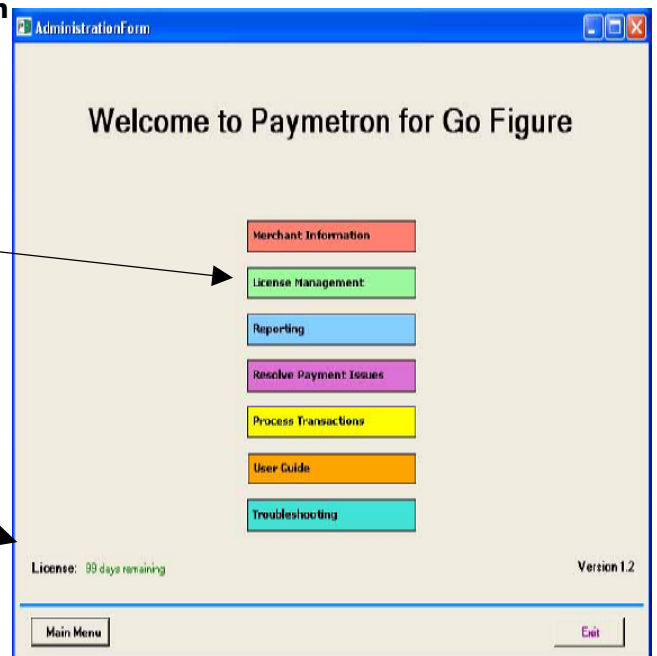 n
AdministrationForm
Welcome to Paymetron for Go Figure
Merchant Information
License Management
Reporting
Resolve Payment Issues
Process Transactions
User Guide
Troubleshooting
License: 99 days remaining
Version 1.2
Main Menu
Exit